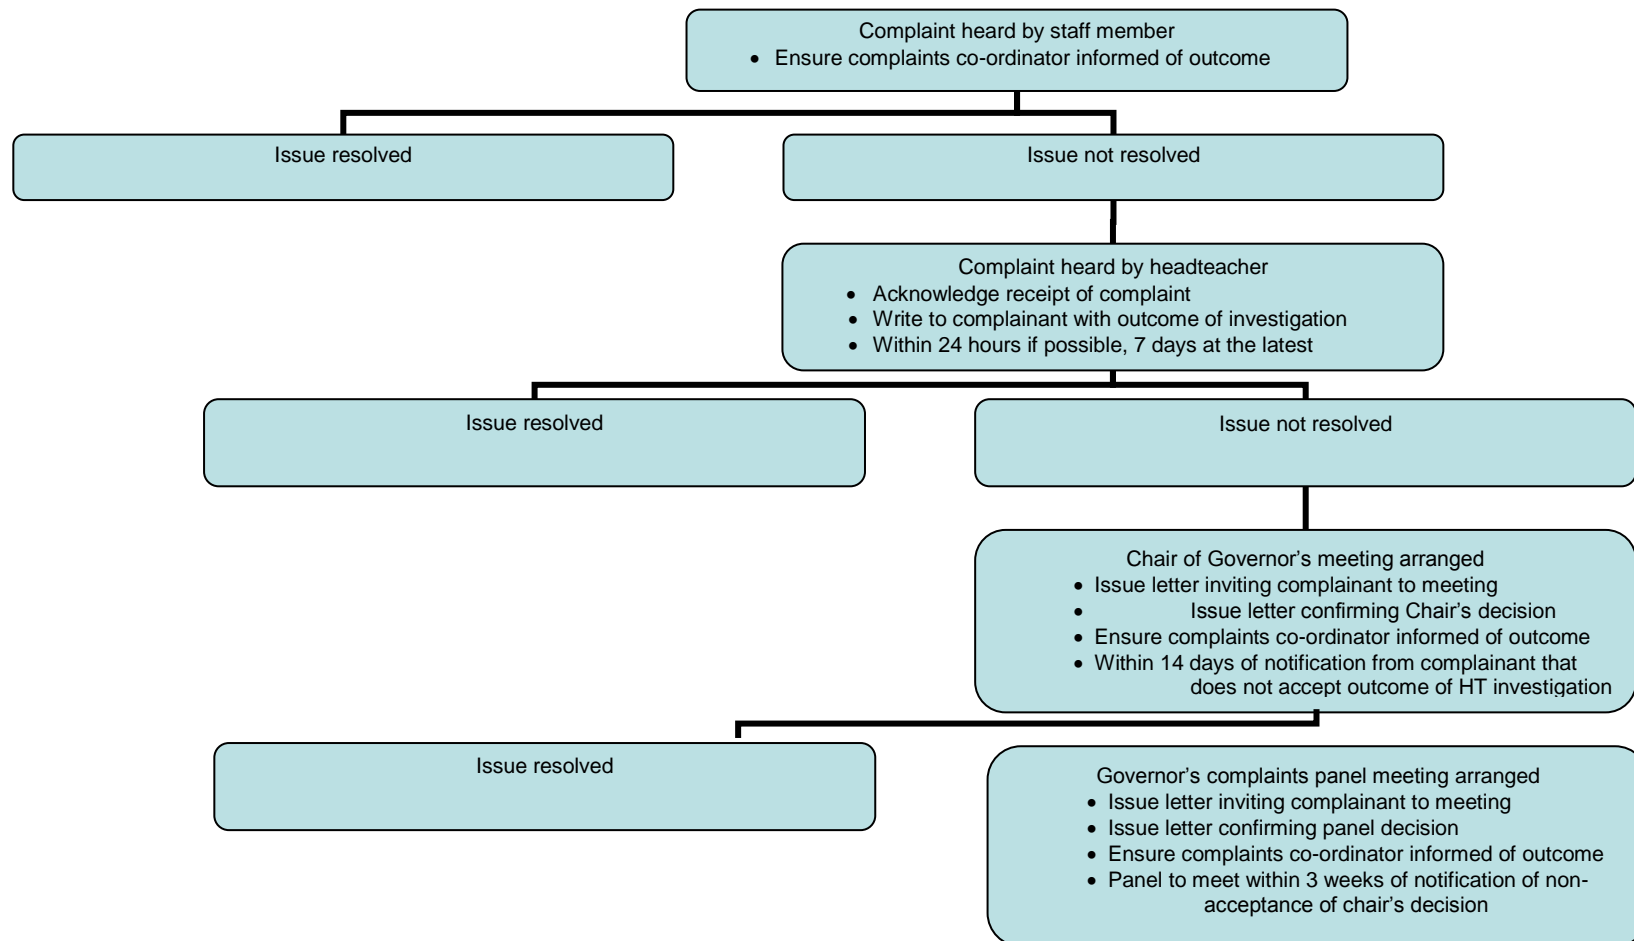 Complaint heard by staff member
• Ensure complaints co-ordinator informed of outcome
Issue resolved
Issue not resolved
Complaint heard by headteacher
• Acknowledge receipt of complaint
• Write to complainant with outcome of investigation
• Within 24 hours if possible, 7 days at the latest
Issue resolved
Issue not resolved
Chair of Governor’s meeting arranged
• Issue letter inviting complainant to meeting
• Issue letter confirming Chair’s decision
• Ensure complaints co-ordinator informed of outcome
• Within 14 days of notification from complainant that
does not accept outcome of HT investigation
Issue resolved
Governor’s complaints panel meeting arranged
• Issue letter inviting complainant to meeting
• Issue letter confirming panel decision
• Ensure complaints co-ordinator informed of outcome
• Panel to meet within 3 weeks of notification of non-
acceptance of chair’s decision